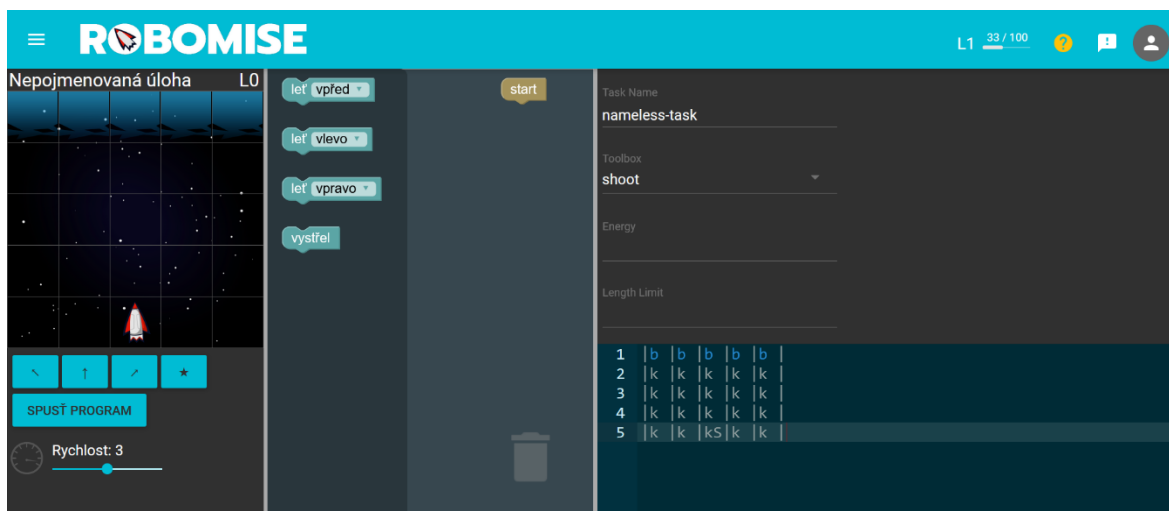 ROBOMISE
L1 33 / 100
?
!
Nepojmenovaná úloha L0
leť vpřed
leť vlevo
leť vpravo
vystřel
start
Task Name
nameless-task
Toolbox
shoot
Energy
Length Limit
1 |b |b |b |b |b |
2 |k |k |k |k |k |
3 |k |k |k |k |k |
4 |k |k |k |k |k |
5 |k |k |kS|k |k |
SPUSŤ PROGRAM
Rychlost: 3